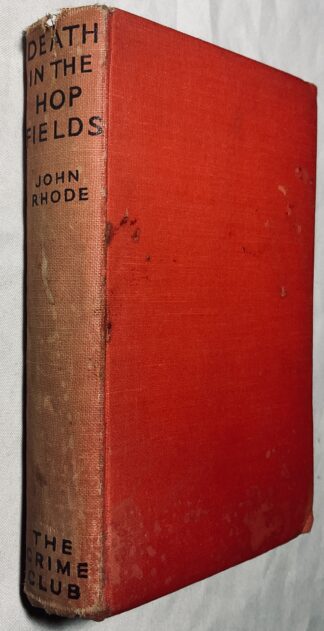 DEATH
IN THE
HOP
FIELDS
JOHN
RHODE
THE
CRIME
CLUB